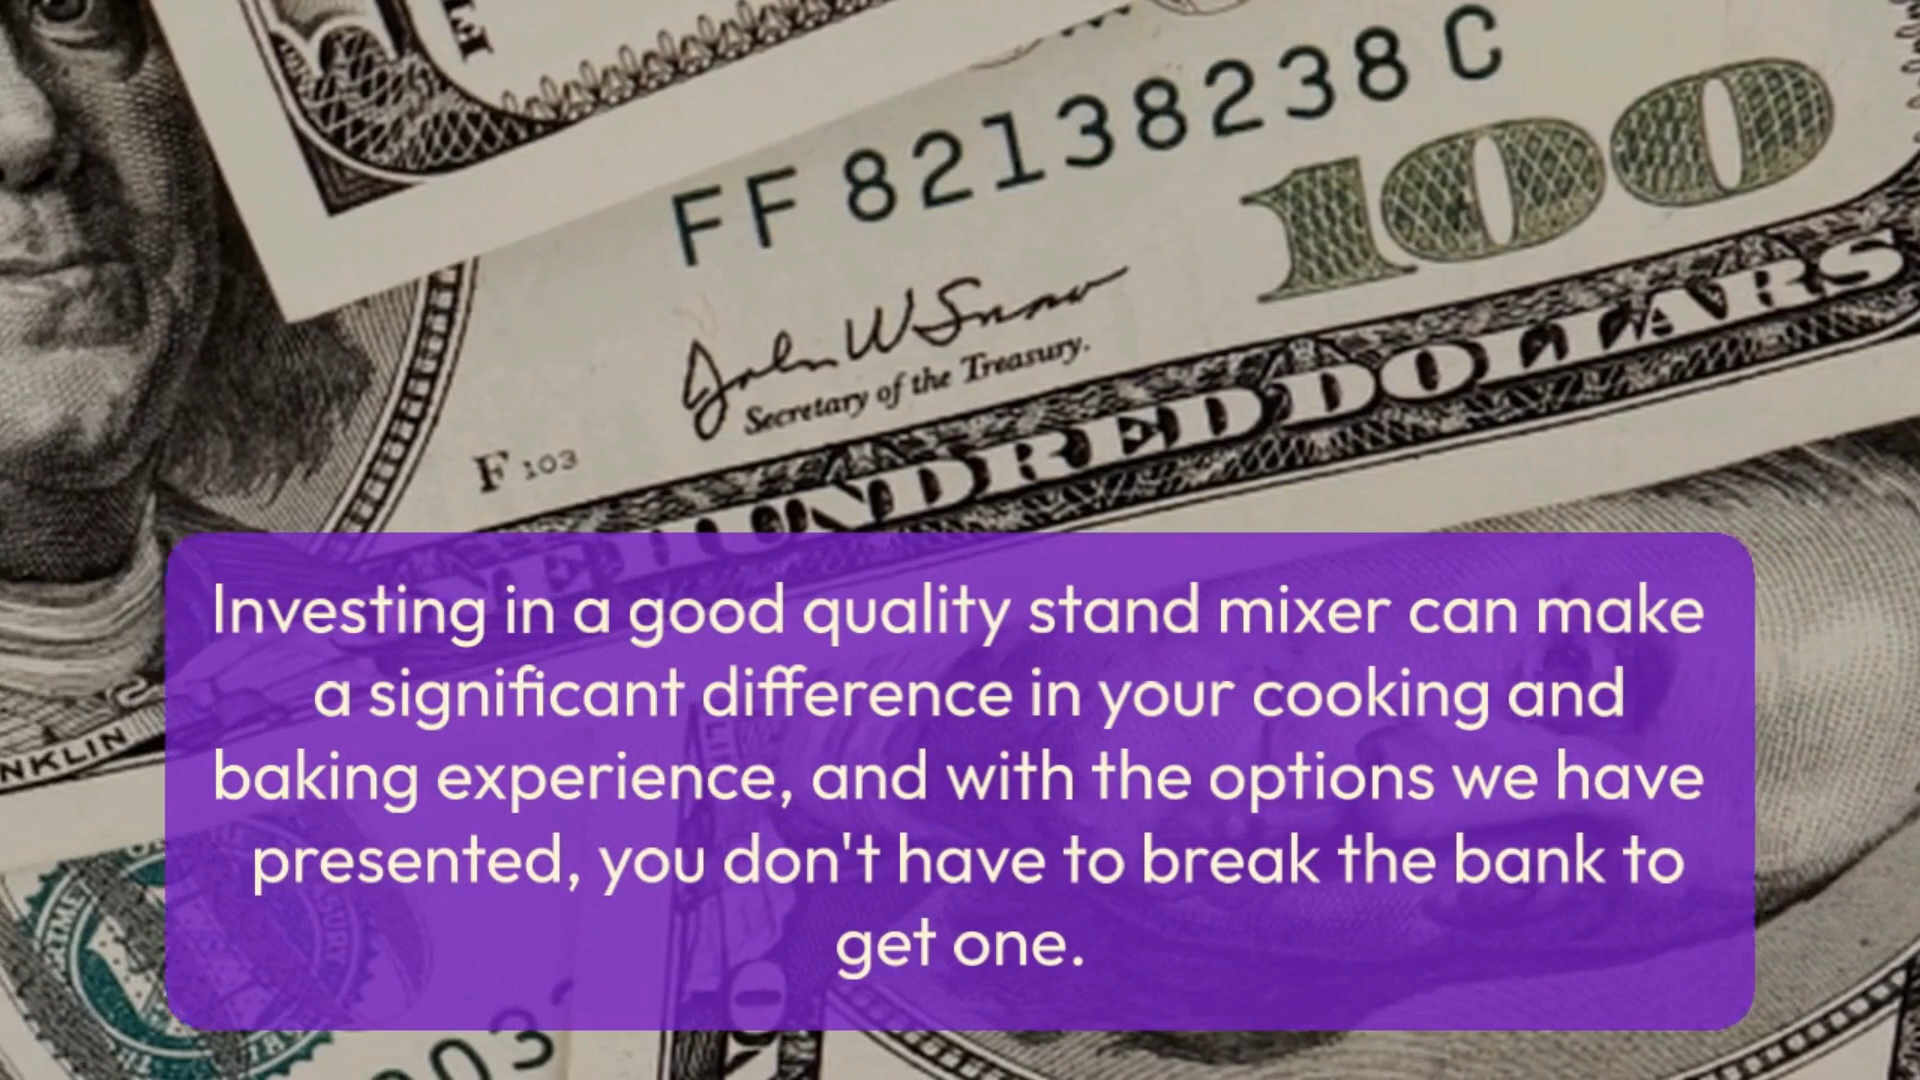 FF 82138238 C
100
John W Snow
Secretary of the Treasury.
F 103
HUNDRED DOLLARS
NKLIN
Investing in a good quality stand mixer can make
a significant difference in your cooking and
baking experience, and with the options we have
presented, you don't have to break the bank to
get one.
03